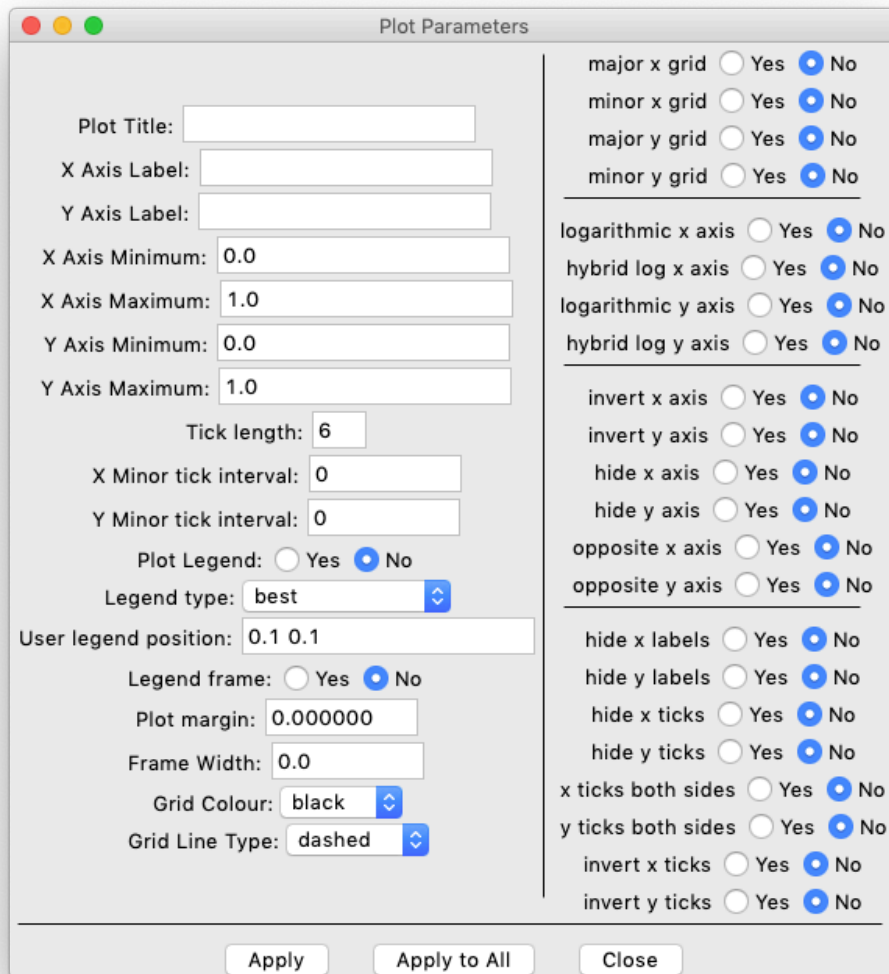 Plot Parameters
Plot Title:
X Axis Label:
Y Axis Label:
X Axis Minimum: 0.0
X Axis Maximum: 1.0
Y Axis Minimum: 0.0
Y Axis Maximum: 1.0
Tick length: 6
X Minor tick interval: 0
Y Minor tick interval: 0
Plot Legend: Yes No
Legend type: best
User legend position: 0.1 0.1
Legend frame: Yes No
Plot margin: 0.000000
Frame Width: 0.0
Grid Colour: black
Grid Line Type: dashed
major x grid Yes No
minor x grid Yes No
major y grid Yes No
minor y grid Yes No
logarithmic x axis Yes No
hybrid log x axis Yes No
logarithmic y axis Yes No
hybrid log y axis Yes No
invert x axis Yes No
invert y axis Yes No
hide x axis Yes No
hide y axis Yes No
opposite x axis Yes No
opposite y axis Yes No
hide x labels Yes No
hide y labels Yes No
hide x ticks Yes No
hide y ticks Yes No
x ticks both sides Yes No
y ticks both sides Yes No
invert x ticks Yes No
invert y ticks Yes No
Apply Apply to All Close